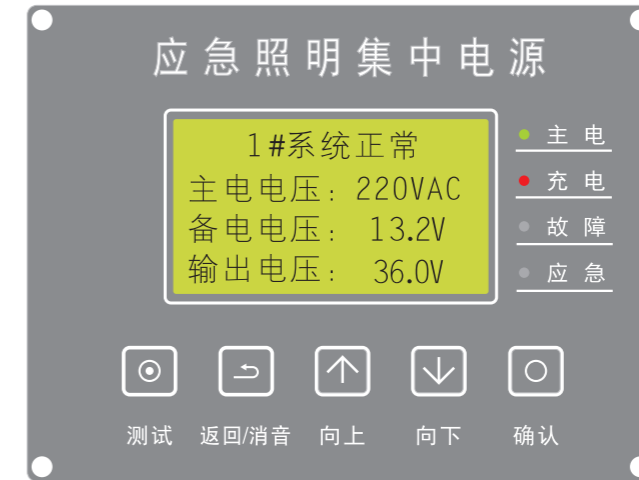 应急照明集中电源
1#系统正常
主电电压：220VAC
备电电压：13.2V
输出电压：36.0V
主电
充电
故障
应急
测试 返回/消音 向上 向下 确认